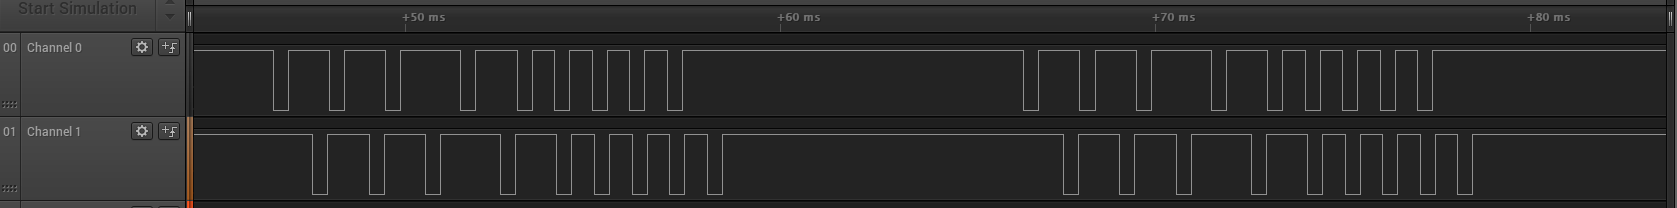 Start Simulation
+50 ms +60 ms +70 ms +80 ms
00 Channel 0
01 Channel 1